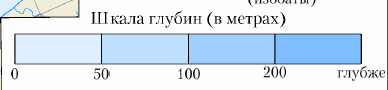 (изобаты)
Шкала глубин (в метрах)
0 50 100 200 глубже